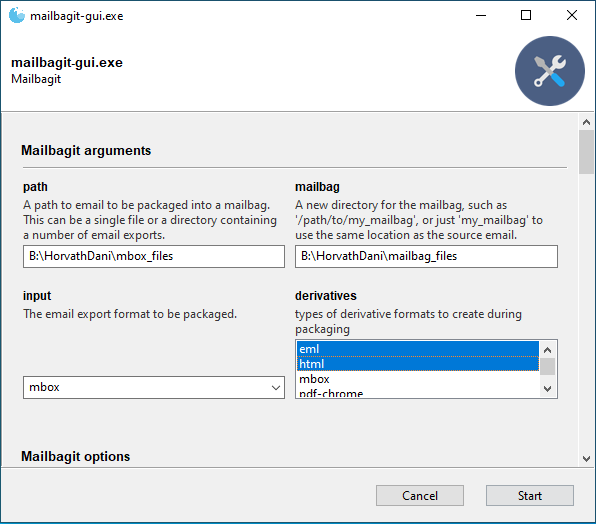 mailbagit-gui.exe
mailbagit-gui.exe
Mailbagit
Mailbagit arguments
path
A path to email to be packaged into a mailbag.
This can be a single file or a directory containing
a number of email exports.
B:\HorvathDani\mbox_files
mailbag
A new directory for the mailbag, such as
'/path/to/my_mailbag', or just 'my_mailbag' to
use the same location as the source email.
B:\HorvathDani\mailbag_files
input
The email export format to be packaged.
mbox
derivatives
types of derivative formats to create during
packaging
eml
html
mbox
pdf-chrome
Mailbagit options
Cancel
Start